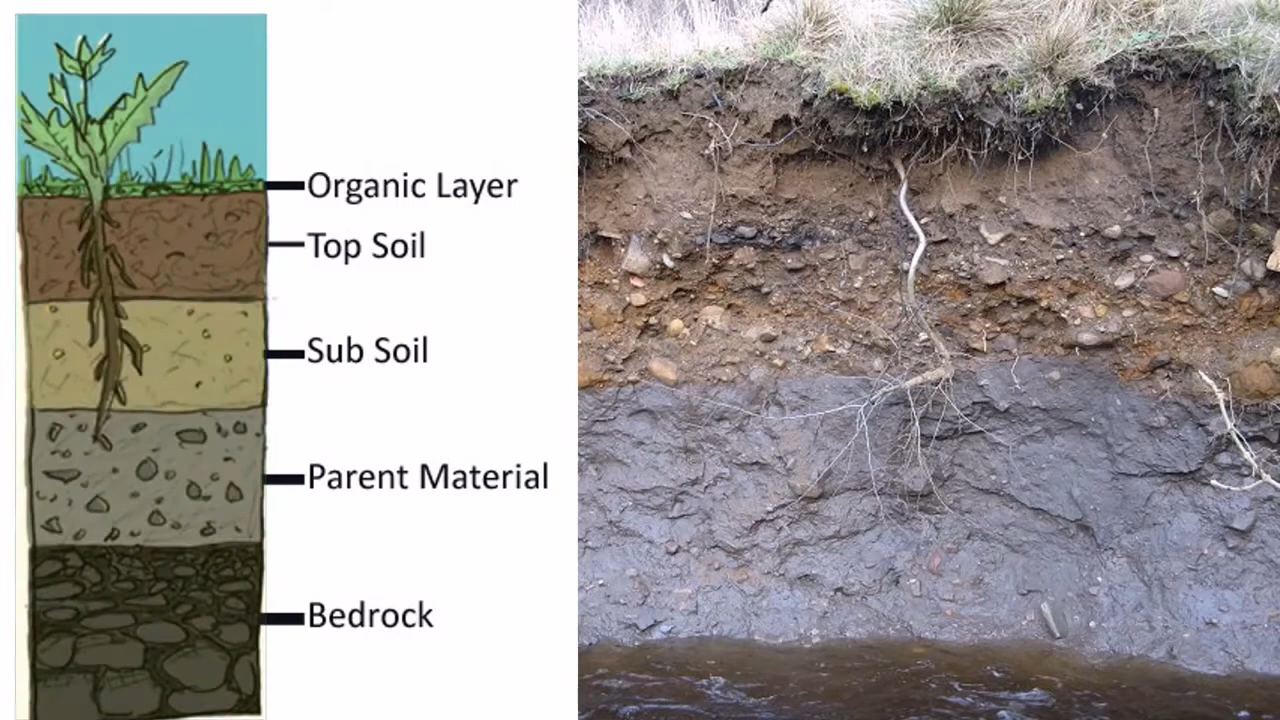 Organic Layer
Top Soil
Sub Soil
Parent Material
Bedrock